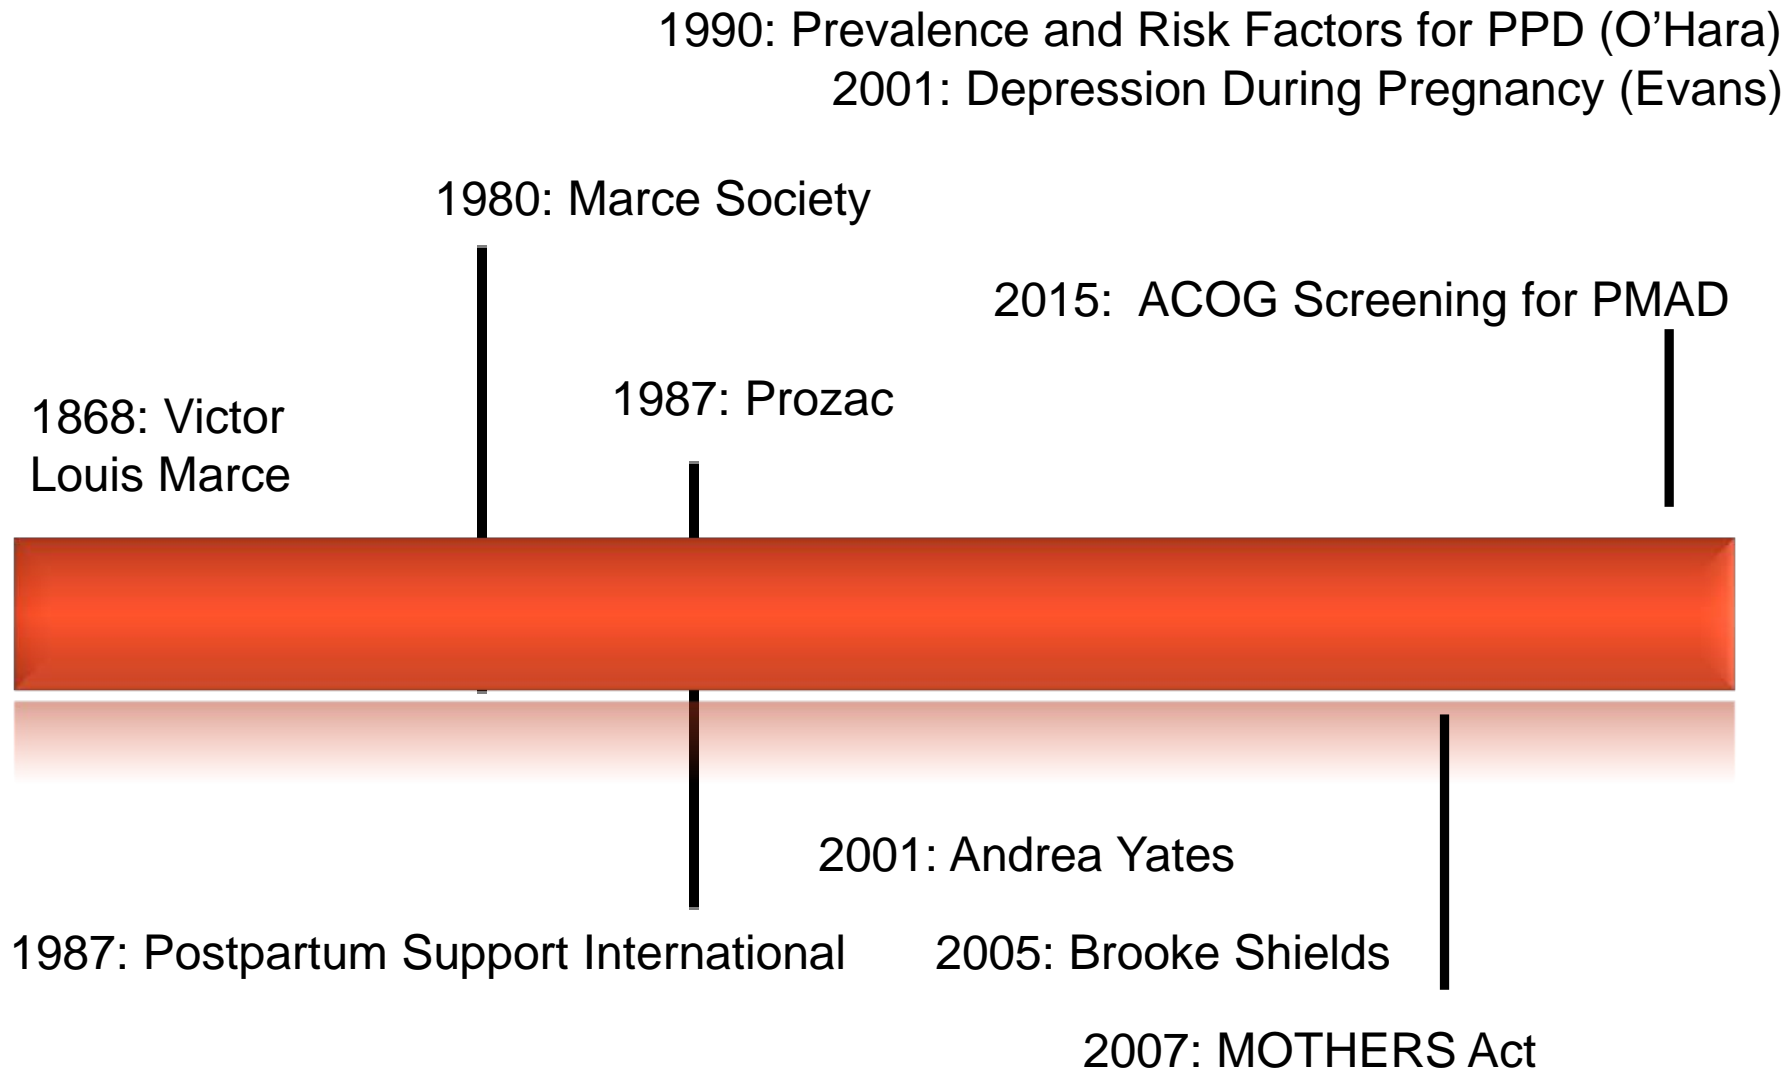 1990: Prevalence and Risk Factors for PPD (O’Hara)
2001: Depression During Pregnancy (Evans)
1980: Marce Society
2015:  ACOG Screening for PMAD
1987: Prozac
1868: Victor
Louis Marce
2001: Andrea Yates
1987: Postpartum Support International
2005: Brooke Shields
2007: MOTHERS Act